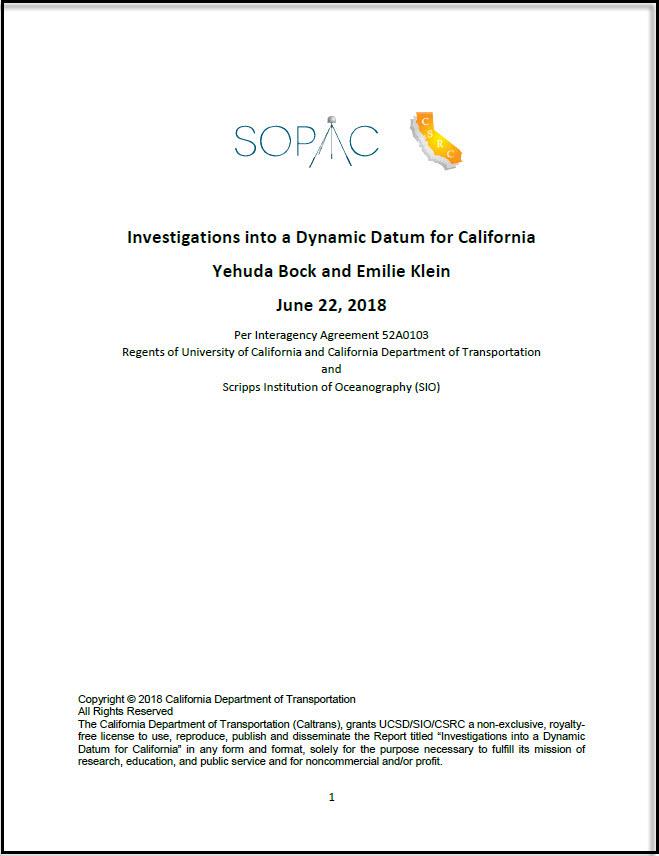 SOPAC
C
S
R
C
Investigations into a Dynamic Datum for California
Yehuda Bock and Emilie Klein
June 22, 2018
Per Interagency Agreement 52A0103
Regents of University of California and California Department of Transportation
and
Scripps Institution of Oceanography (SIO)
Copyright © 2018 California Department of Transportation
All Rights Reserved
The California Department of Transportation (Caltrans), grants UCSD/SIO/CSRC a non-exclusive, royalty-
free license to use, reproduce, publish and disseminate the Report titled “Investigations into a Dynamic
Datum for California” in any form and format, solely for the purpose necessary to fulfill its mission of
research, education, and public service and for noncommercial and/or profit.
1